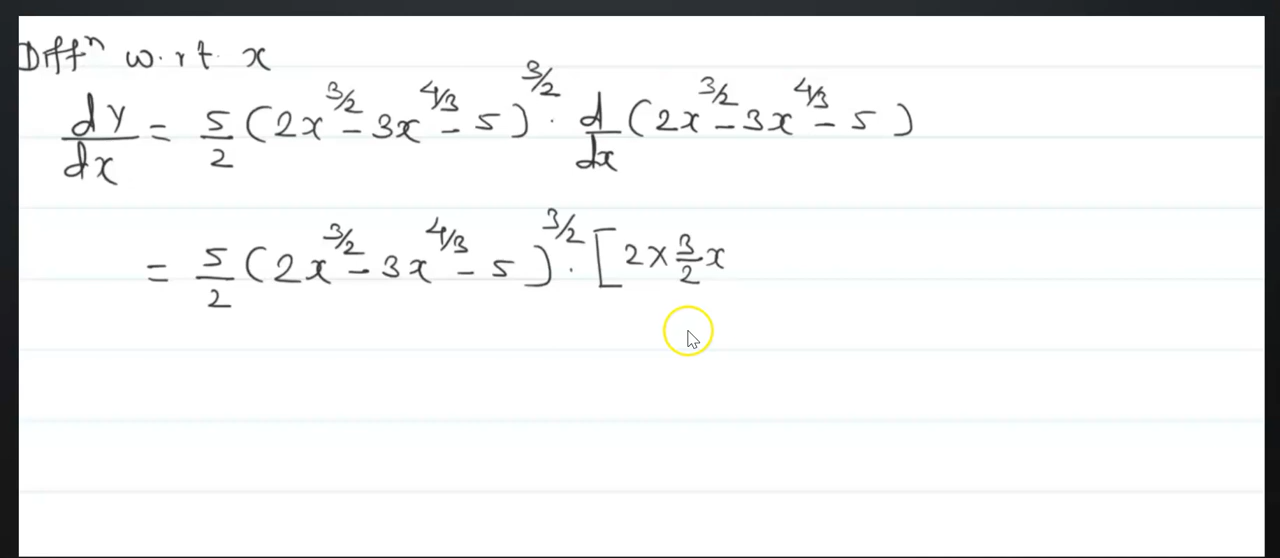 Diffⁿ w.r.t. x
dy/dx = 5/2 (2x^3/2 - 3x^4/3 - 5)^3/2 · d/dx (2x^3/2 - 3x^4/3 - 5)
= 5/2 (2x^3/2 - 3x^4/3 - 5)^3/2 · [2 × 3/2 x